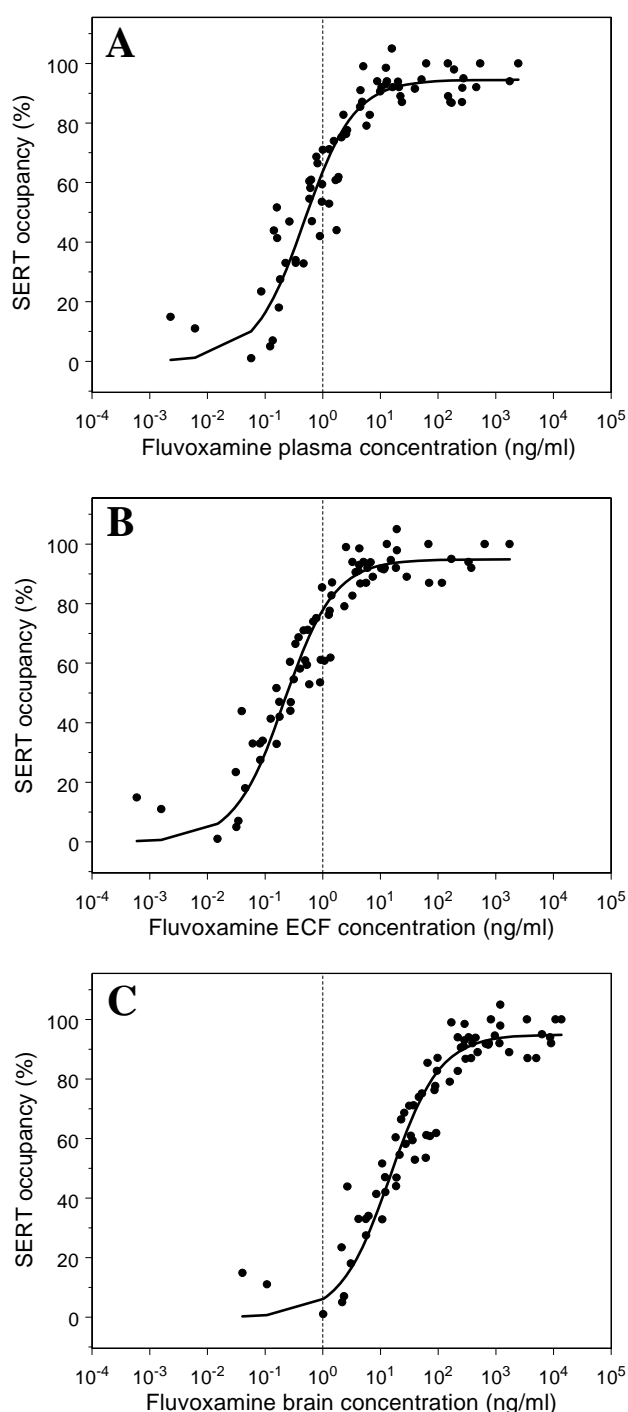 A
SERT occupancy (%)
100
80
60
40
20
0
10-4 10-3 10-2 10-1 100 101 102 103 104 105
Fluvoxamine plasma concentration (ng/ml)
B
SERT occupancy (%)
100
80
60
40
20
0
10-4 10-3 10-2 10-1 100 101 102 103 104 105
Fluvoxamine ECF concentration (ng/ml)
C
SERT occupancy (%)
100
80
60
40
20
0
10-4 10-3 10-2 10-1 100 101 102 103 104 105
Fluvoxamine brain concentration (ng/ml)